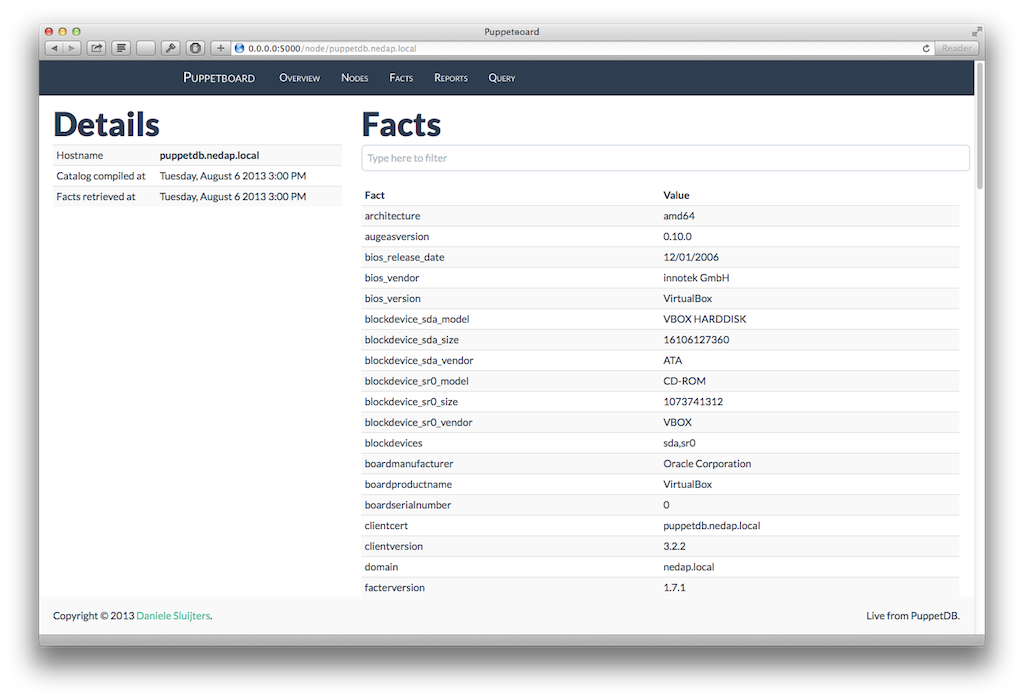 Puppetboard
0.0.0.0:5000/node/puppetdb.nedap.local
Reader
Puppetboard Overview Nodes Facts Reports Query
Details
Hostname puppetdb.nedap.local
Catalog compiled at Tuesday, August 6 2013 3:00 PM
Facts retrieved at Tuesday, August 6 2013 3:00 PM
Facts
Type here to filter
Fact Value
architecture amd64
augeasversion 0.10.0
bios_release_date 12/01/2006
bios_vendor innotek GmbH
bios_version VirtualBox
blockdevice_sda_model VBOX HARDDISK
blockdevice_sda_size 16106127360
blockdevice_sda_vendor ATA
blockdevice_sr0_model CD-ROM
blockdevice_sr0_size 1073741312
blockdevice_sr0_vendor VBOX
blockdevices sda,sr0
boardmanufacturer Oracle Corporation
boardproductname VirtualBox
boardserialnumber 0
clientcert puppetdb.nedap.local
clientversion 3.2.2
domain nedap.local
facterversion 1.7.1
Copyright © 2013 Daniele Sluijters.
Live from PuppetDB.